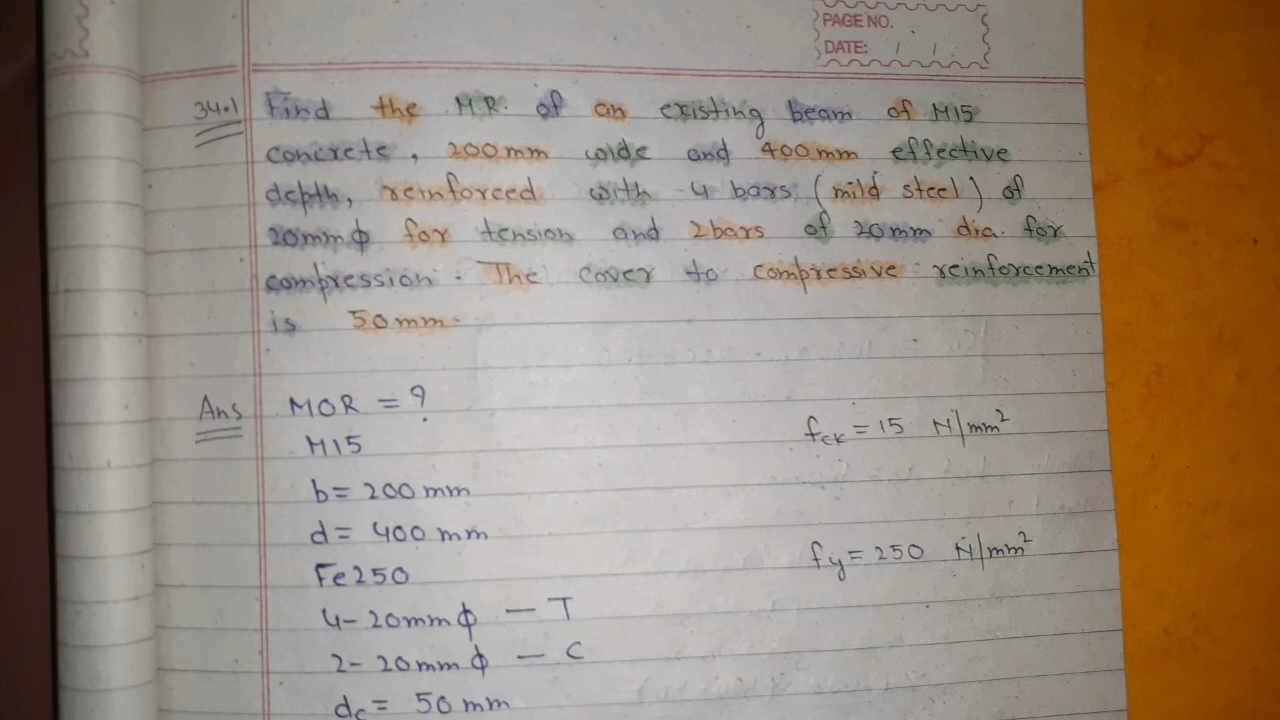 PAGE NO.
DATE: / /
34.1 Find the M.R. of an existing beam of M15
concrete, 200mm wide and 400mm effective
depth, reinforced with 4 bars (mild steel) of
20mm ϕ for tension and 2bars of 20mm dia. for
compression. The cover to compressive reinforcement
is 50mm.
Ans MOR = ?
fck = 15 N/mm²
M15
b= 200 mm
d= 400 mm
fy= 250 N/mm²
Fe250
4- 20mm ϕ — T
2- 20mm ϕ — C
dc= 50 mm